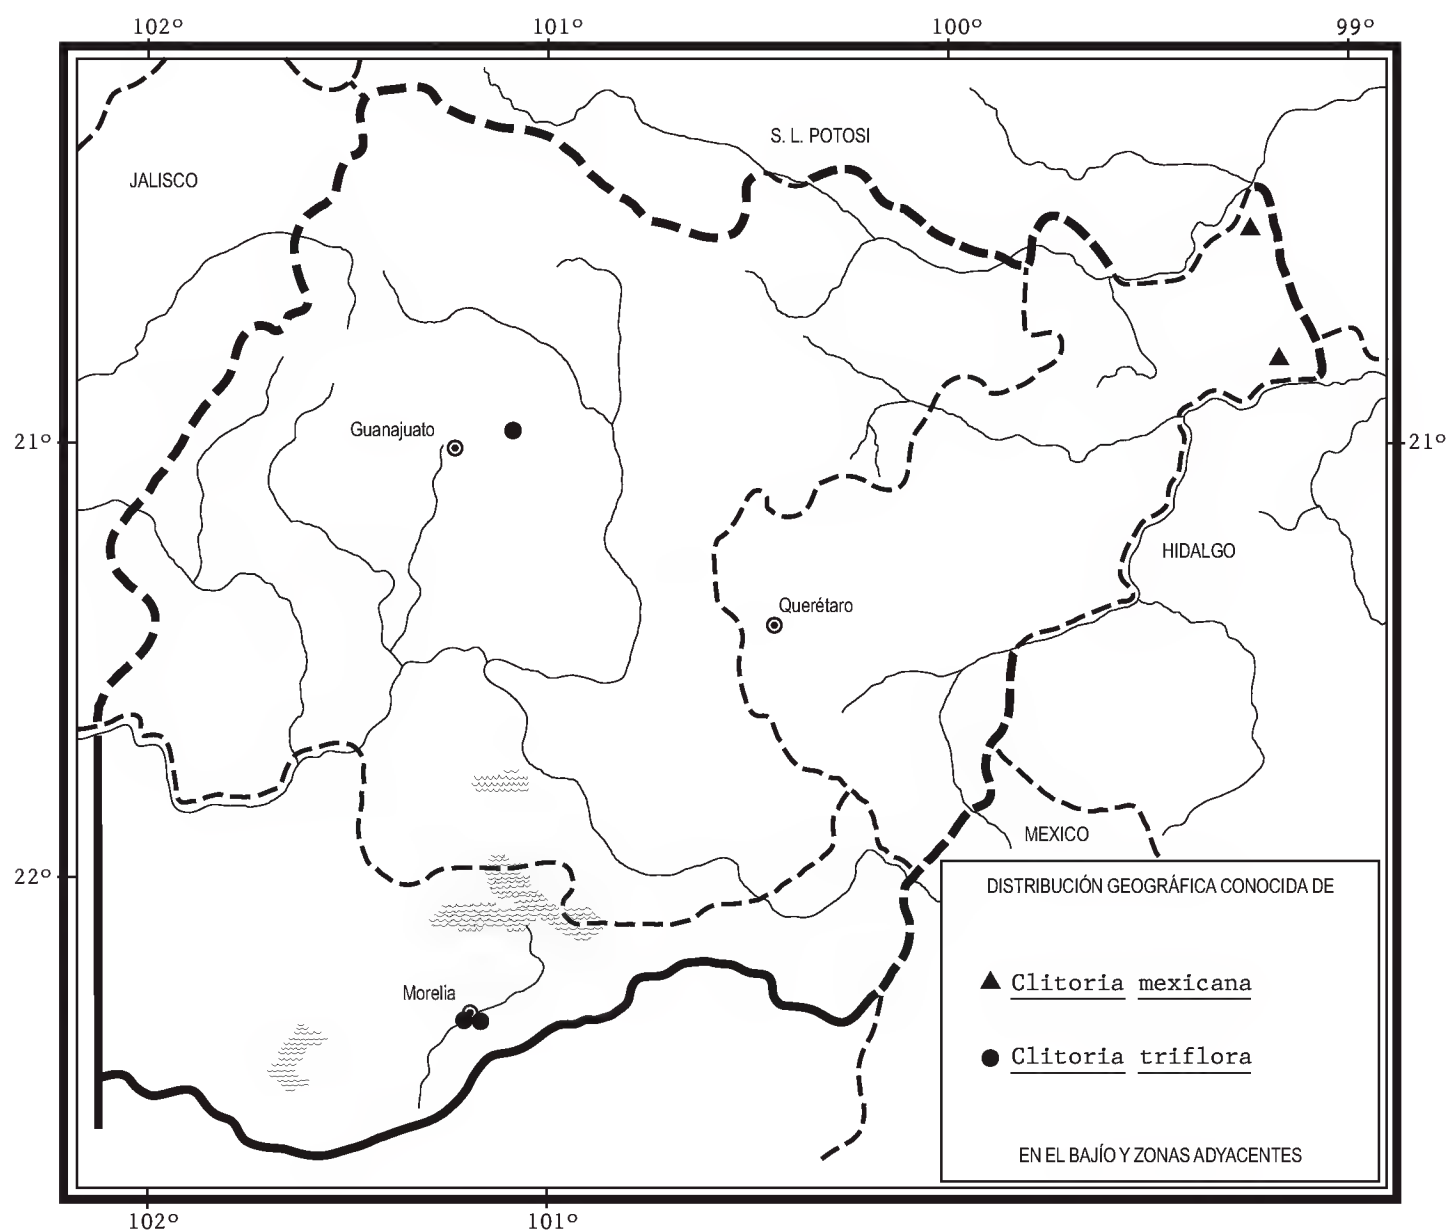 102º 101º 100º 99º
S. L. POTOSI
JALISCO
Guanajuato
21º 21º
HIDALGO
Querétaro
MEXICO
22º
DISTRIBUCIÓN GEOGRÁFICA CONOCIDA DE
Clitoria mexicana
Morelia
Clitoria triflora
EN EL BAJÍO Y ZONAS ADYACENTES
102º 101º